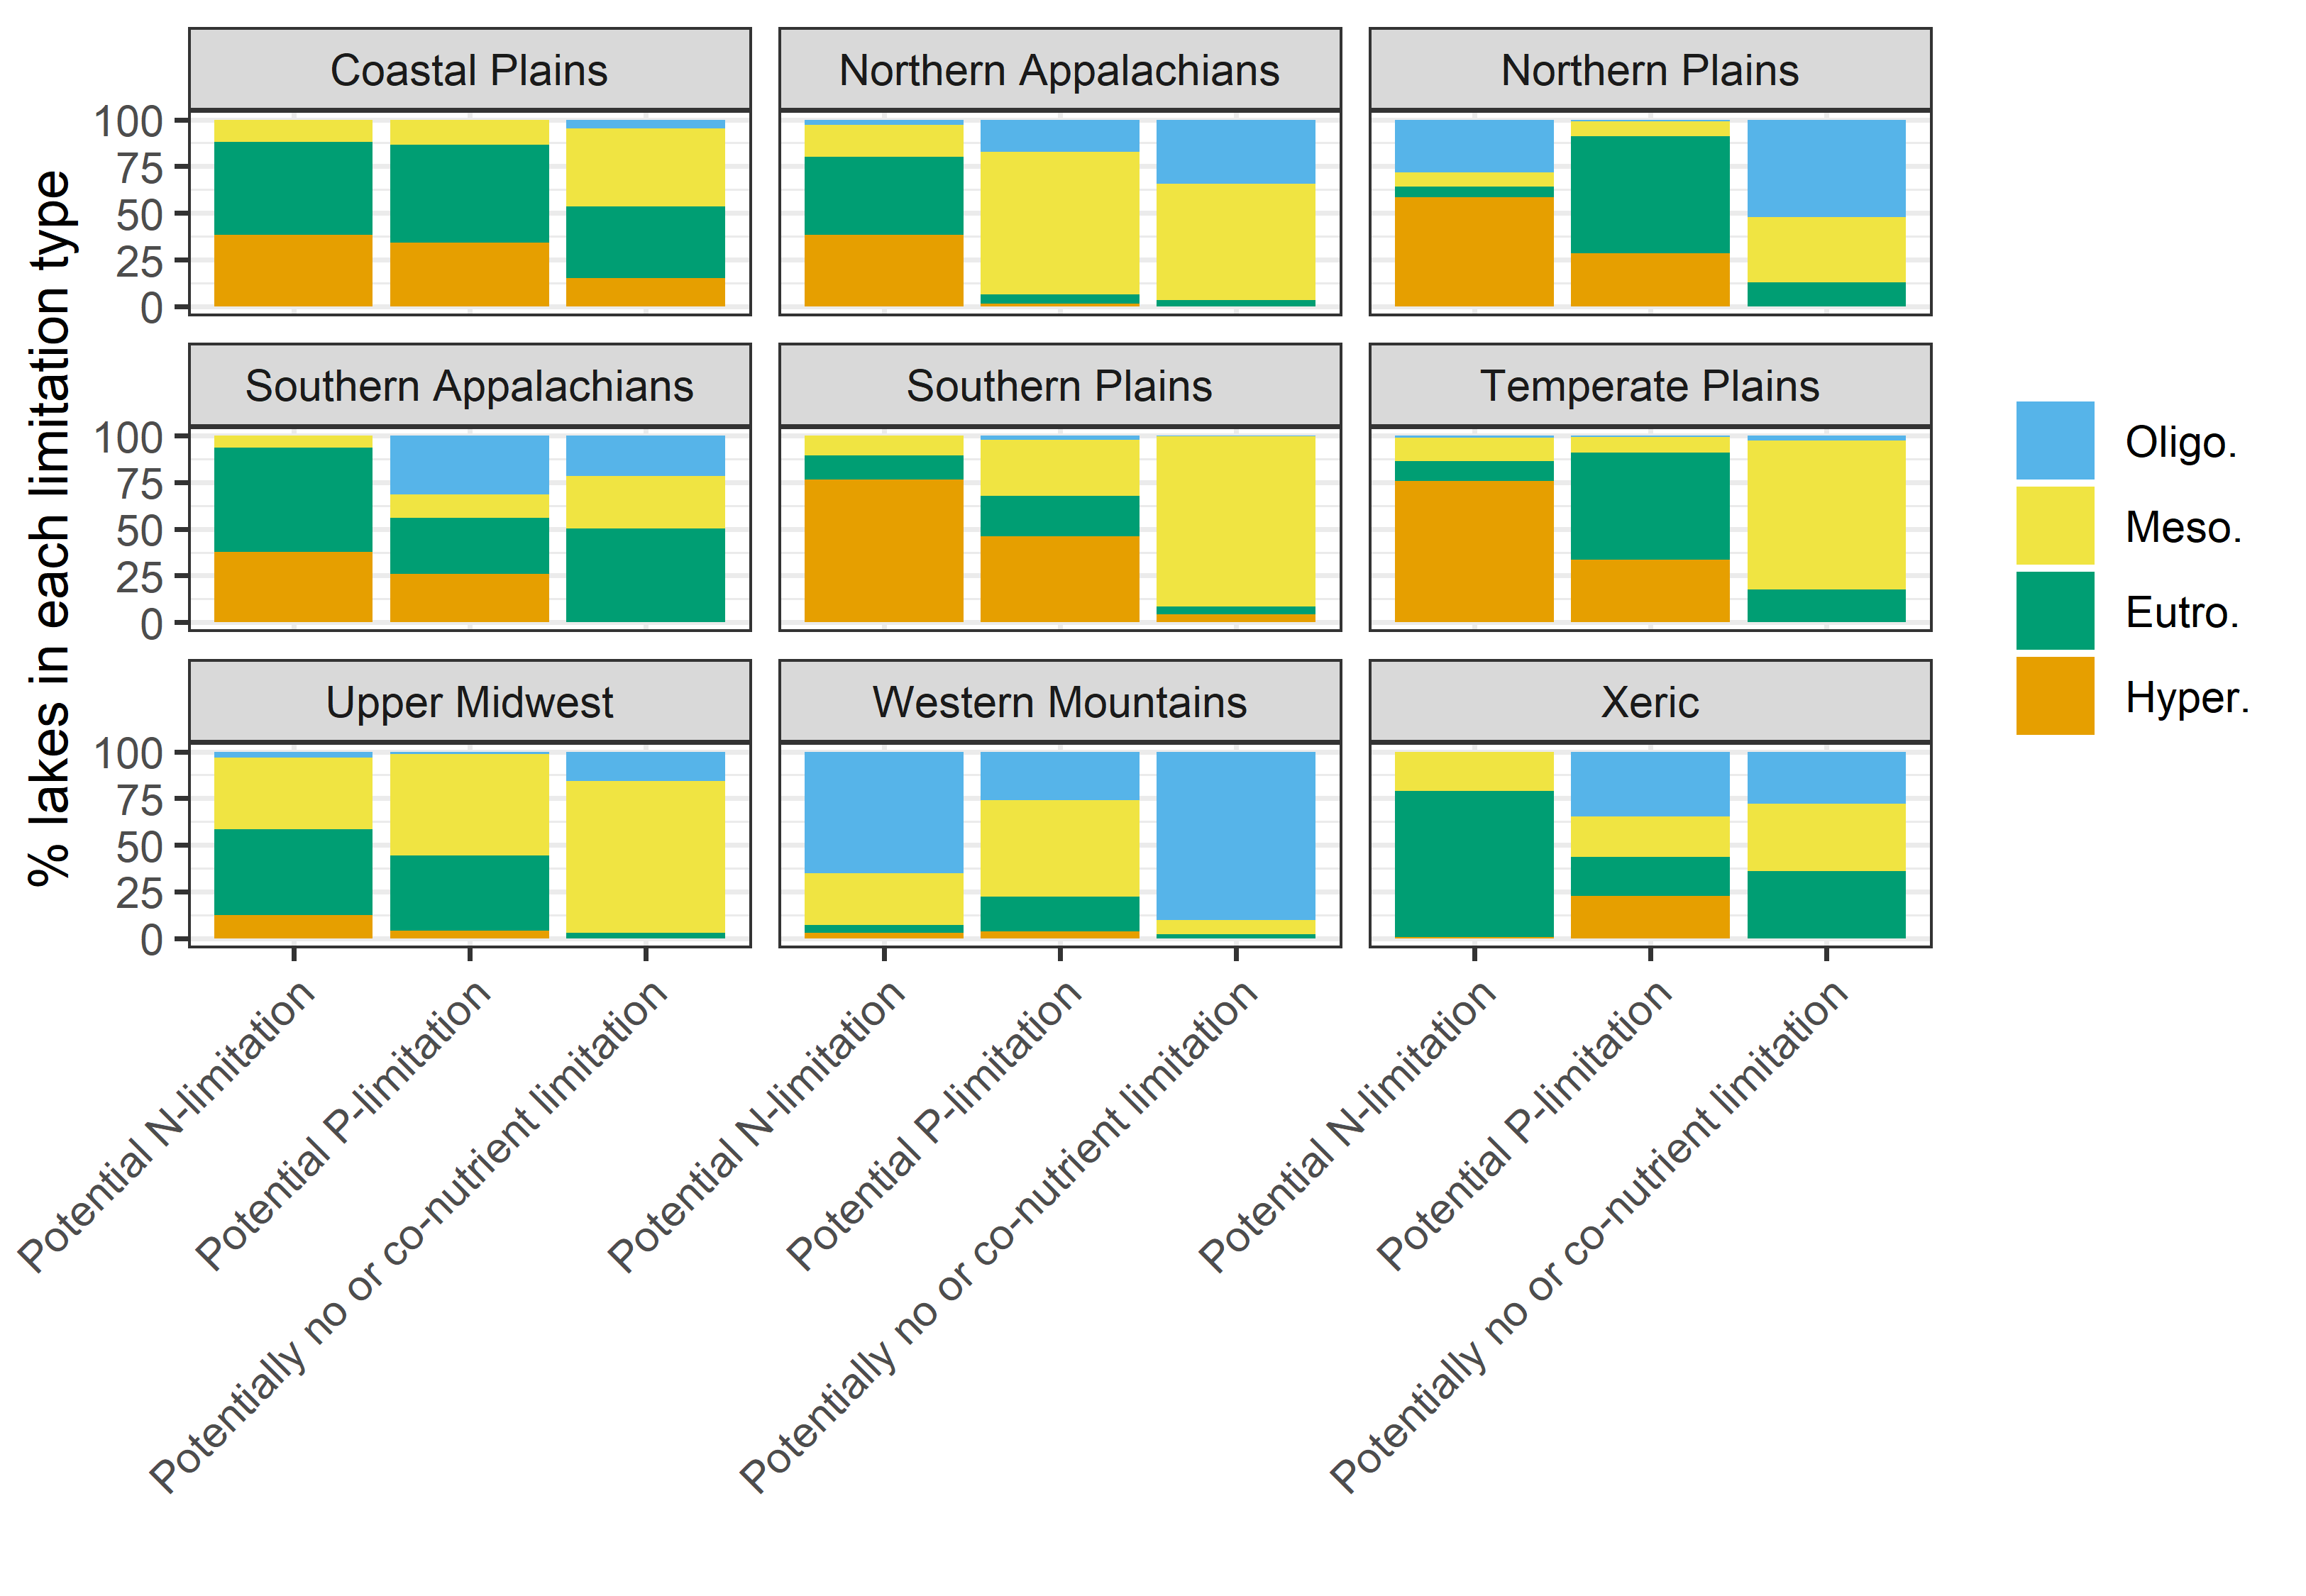 % lakes in each limitation type
Coastal Plains
Northern Appalachians
Northern Plains
100
75
50
25
0
Southern Appalachians
Southern Plains
Temperate Plains
100
75
50
25
0
Upper Midwest
Western Mountains
Xeric
100
75
50
25
0
Potential N-limitation
Potential P-limitation
Potentially no or co-nutrient limitation
Potential N-limitation
Potential P-limitation
Potentially no or co-nutrient limitation
Potential N-limitation
Potential P-limitation
Potentially no or co-nutrient limitation
Oligo.
Meso.
Eutro.
Hyper.